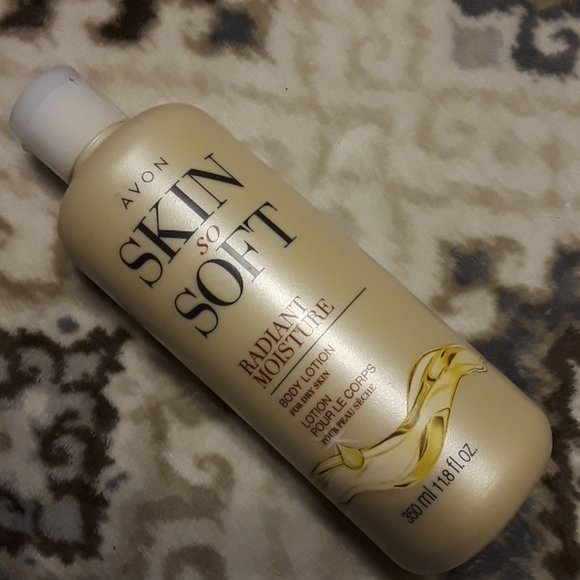 AVON
SKIN
so
SOFT
RADIANT
MOISTURE
BODY LOTION
FOR DRY SKIN
LOTION
POUR LE CORPS
POUR PEAU SÈCHE
350 ml 11.8 fl. oz.